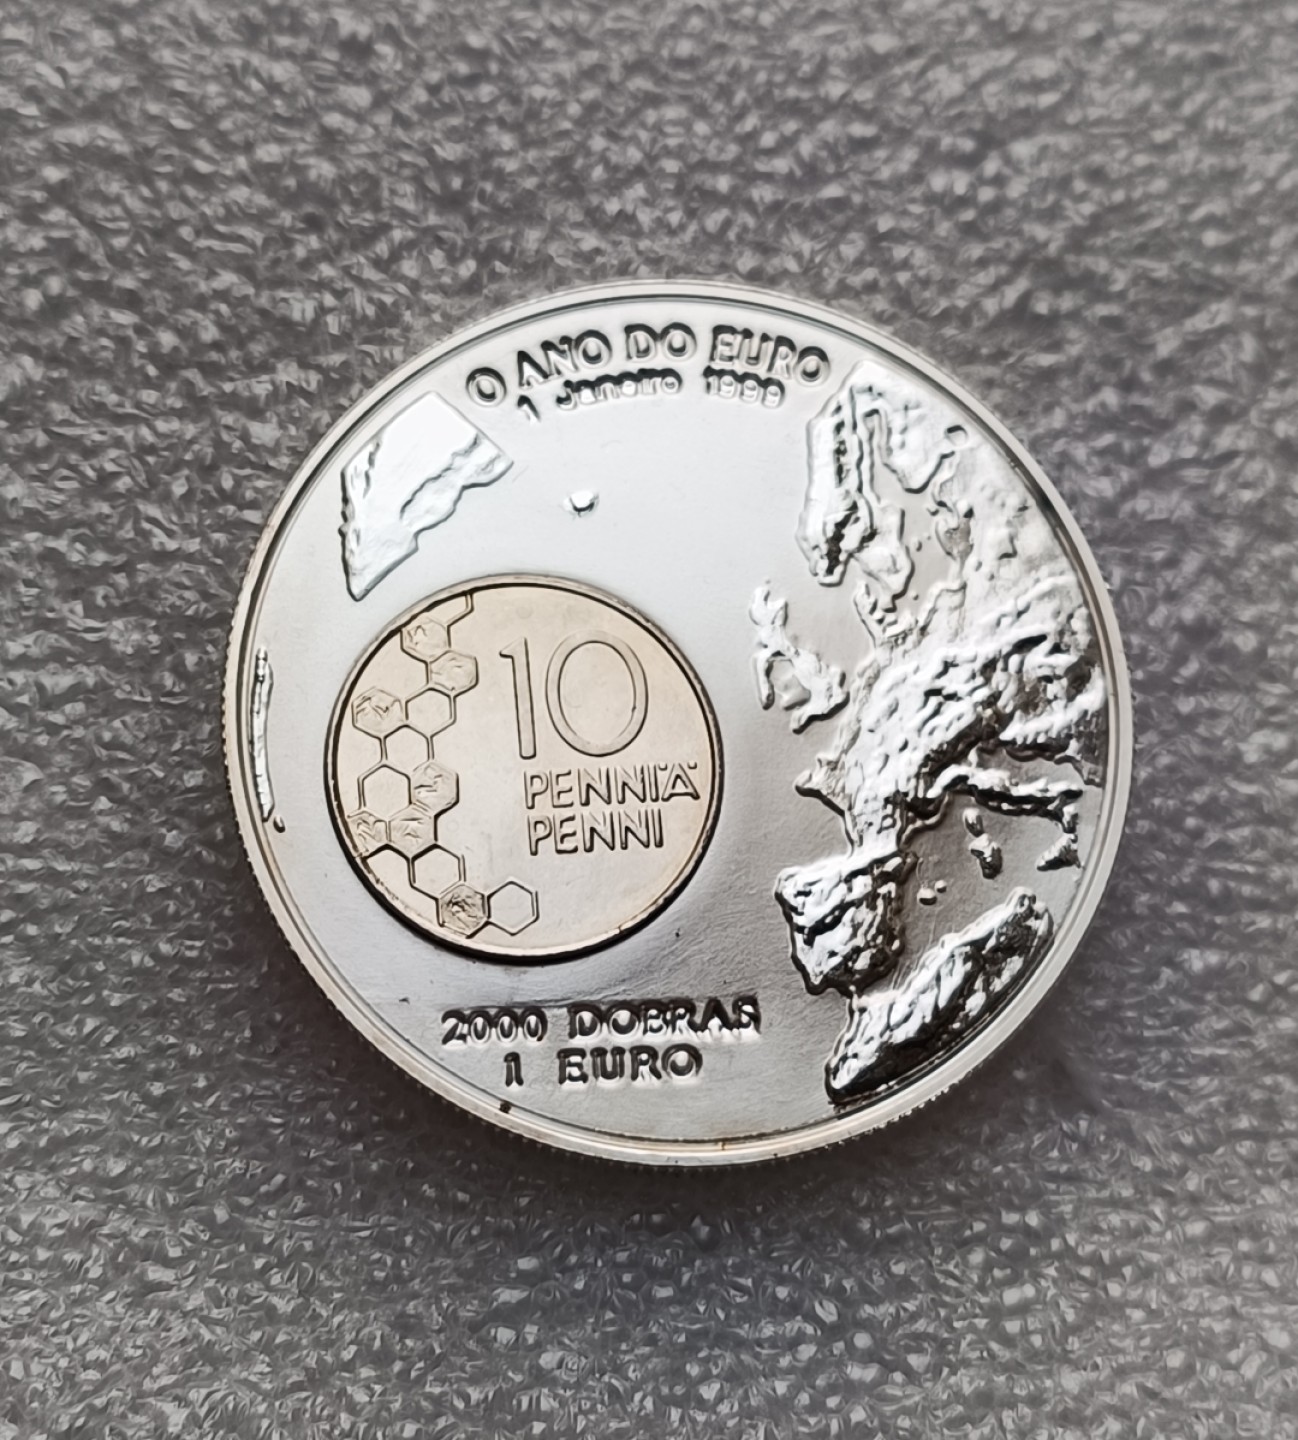 O ANO DO EURO
1 Janeiro 1999
10
PENNIÄ
PENNI
2000 DOBRAS
1 EURO